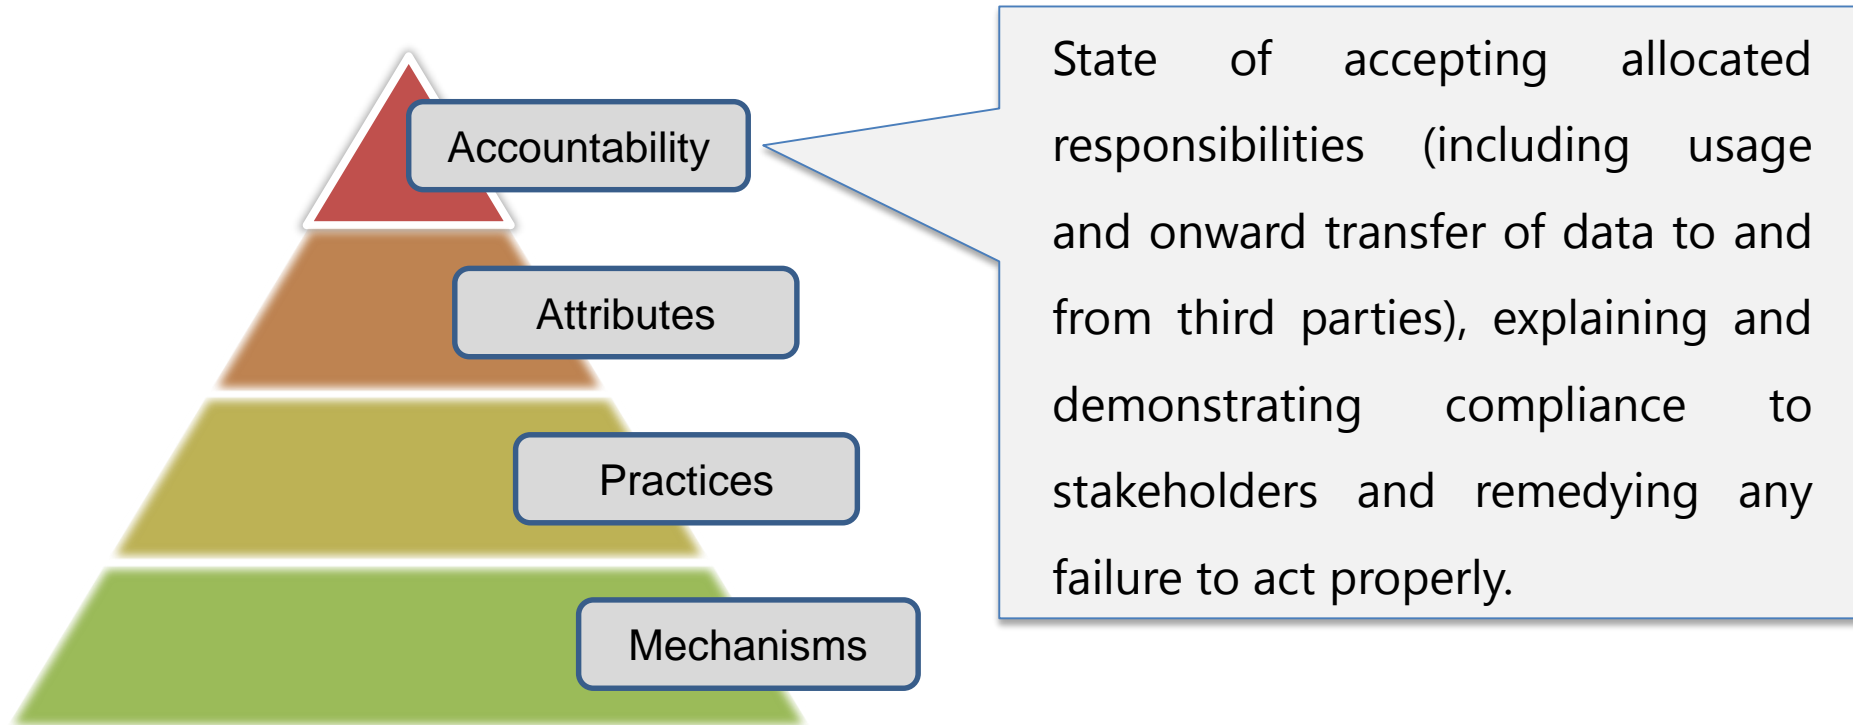 Accountability
Attributes
Practices
Mechanisms
State of accepting allocated
responsibilities (including usage
and onward transfer of data to and
from third parties), explaining and
demonstrating compliance to
stakeholders and remedying any
failure to act properly.